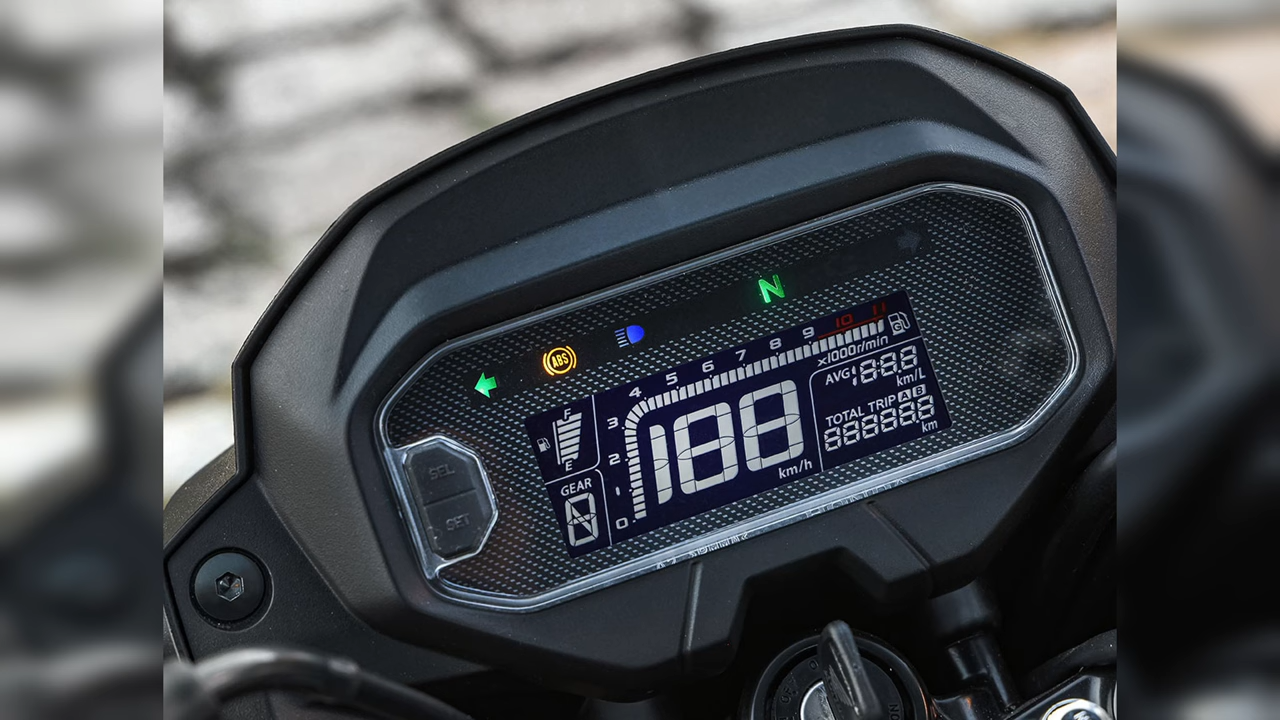 N
ABS
11
10
9
8
7
6
5
4
3
2
1
0
x1000r/min
F
E
AVG 188.8
km/L
SEL
SET
GEAR
8
188
km/h
TOTAL TRIP A B
888888
km